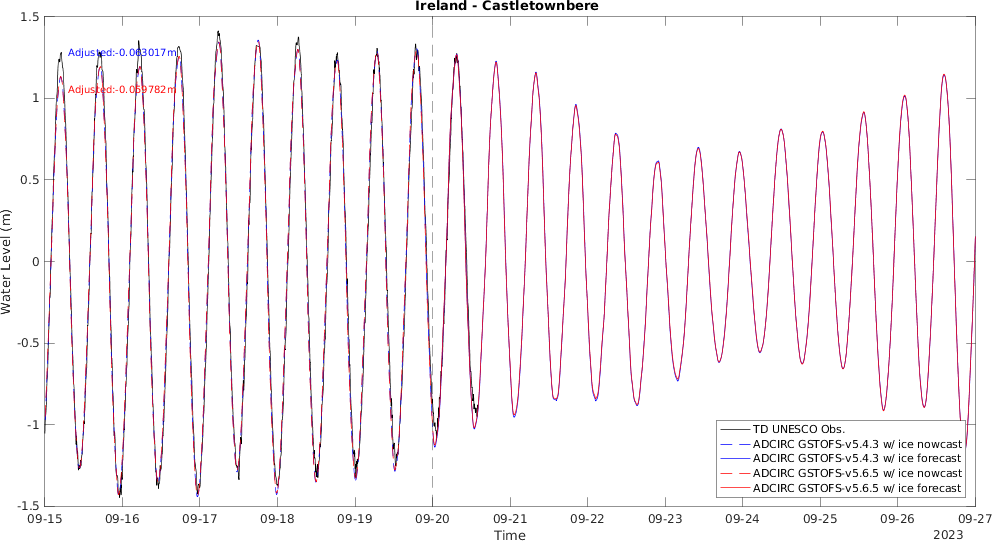 Ireland - Castletownbere
1.5
1
0.5
0
-0.5
-1
-1.5
Water Level (m)
Adjusted:-0.063017m
Adjusted:-0.059782m
TD UNESCO Obs.
ADCIRC GSTOFS-v5.4.3 w/ ice nowcast
ADCIRC GSTOFS-v5.4.3 w/ ice forecast
ADCIRC GSTOFS-v5.6.5 w/ ice nowcast
ADCIRC GSTOFS-v5.6.5 w/ ice forecast
09-15 09-16 09-17 09-18 09-19 09-20 09-21 09-22 09-23 09-24 09-25 09-26 09-27
Time
2023